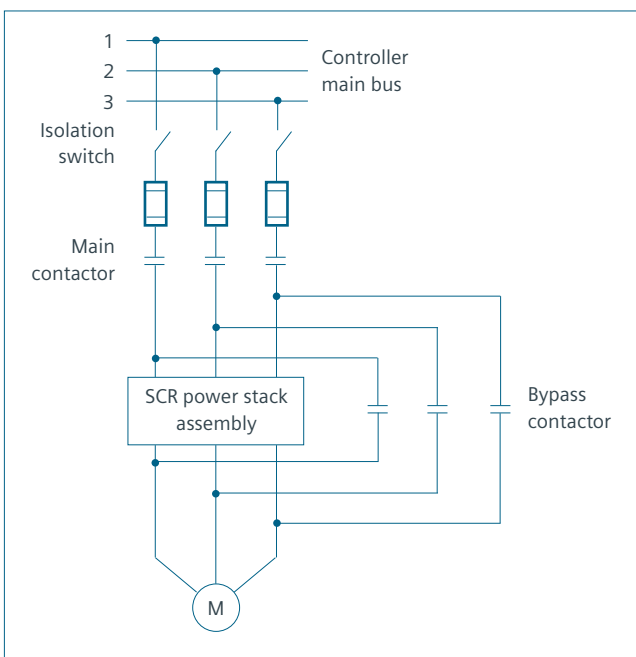 1
2
3
Controller
main bus
Isolation
switch
Main
contactor
SCR power stack
assembly
Bypass
contactor
M